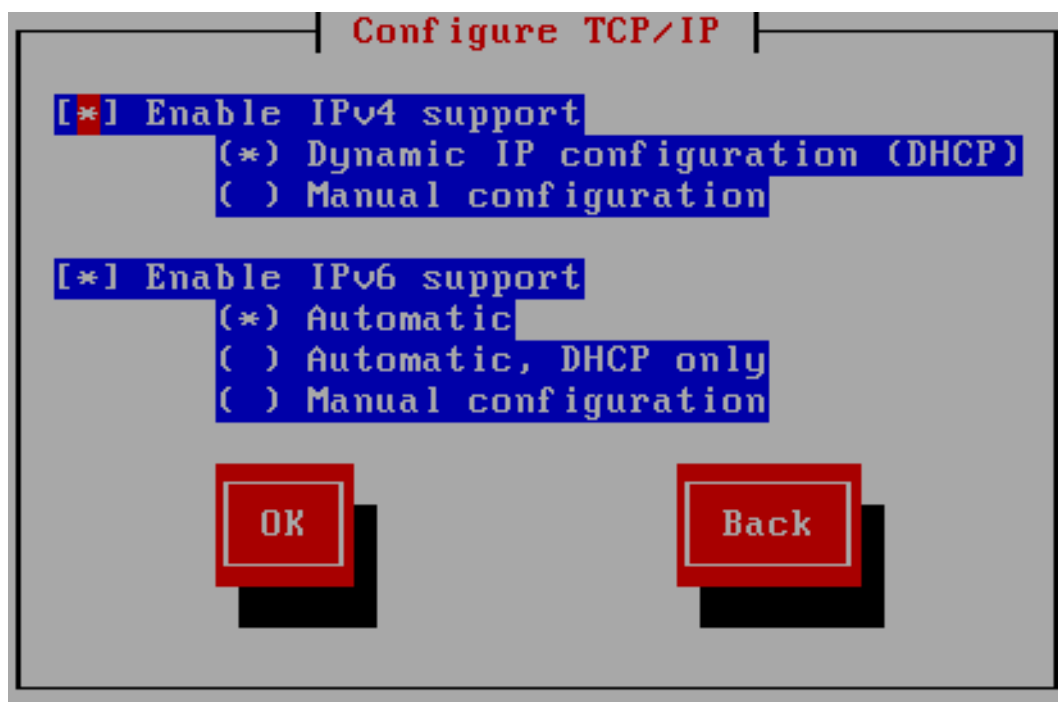 Configure TCP/IP
[*] Enable IPv4 support
(*) Dynamic IP configuration (DHCP)
( ) Manual configuration
[*] Enable IPv6 support
(*) Automatic
( ) Automatic, DHCP only
( ) Manual configuration
OK
Back